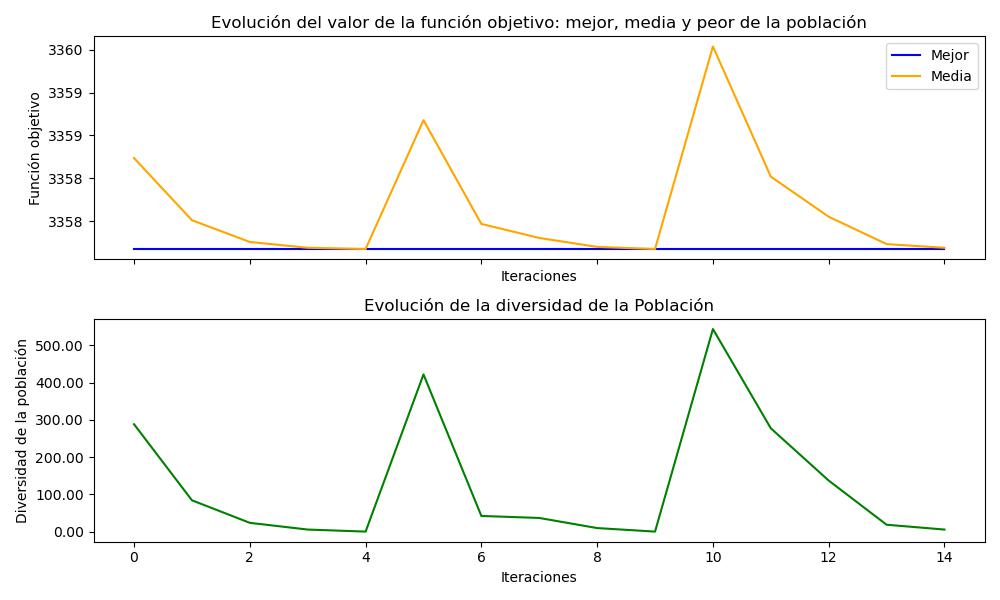 Evolución del valor de la función objetivo: mejor, media y peor de la población
Función objetivo
3360
3359
3359
3358
3358
Mejor
Media
Iteraciones
Evolución de la diversidad de la Población
Diversidad de la población
500.00
400.00
300.00
200.00
100.00
0.00
0 2 4 6 8 10 12 14
Iteraciones